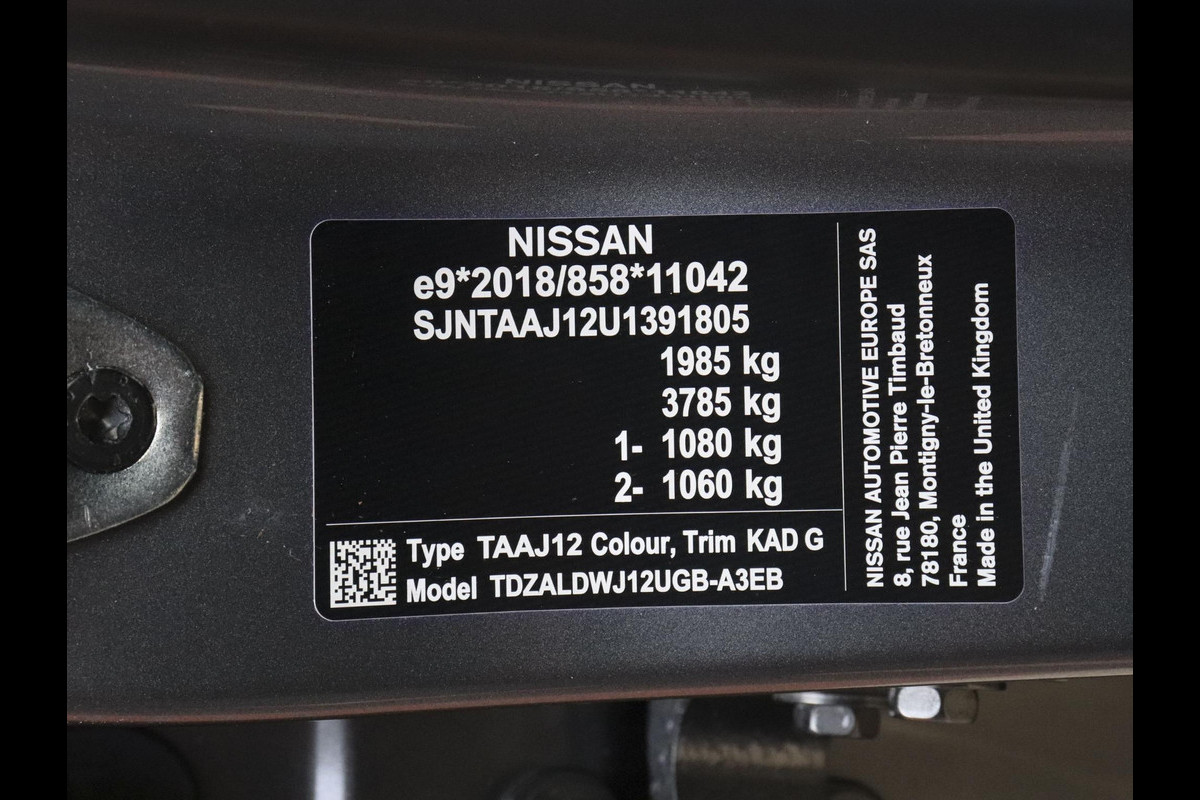 NISSAN
e9*2018/858*11042
SJNTAAJ12U1391805
1985 kg
3785 kg
1- 1080 kg
2- 1060 kg
Type TAAJ12 Colour, Trim KAD G
Model TDZALDWJ12UGB-A3EB
NISSAN AUTOMOTIVE EUROPE SAS
8, rue Jean Pierre Timbaud
78180, Montigny-le-Bretonneux
France
Made in the United Kingdom